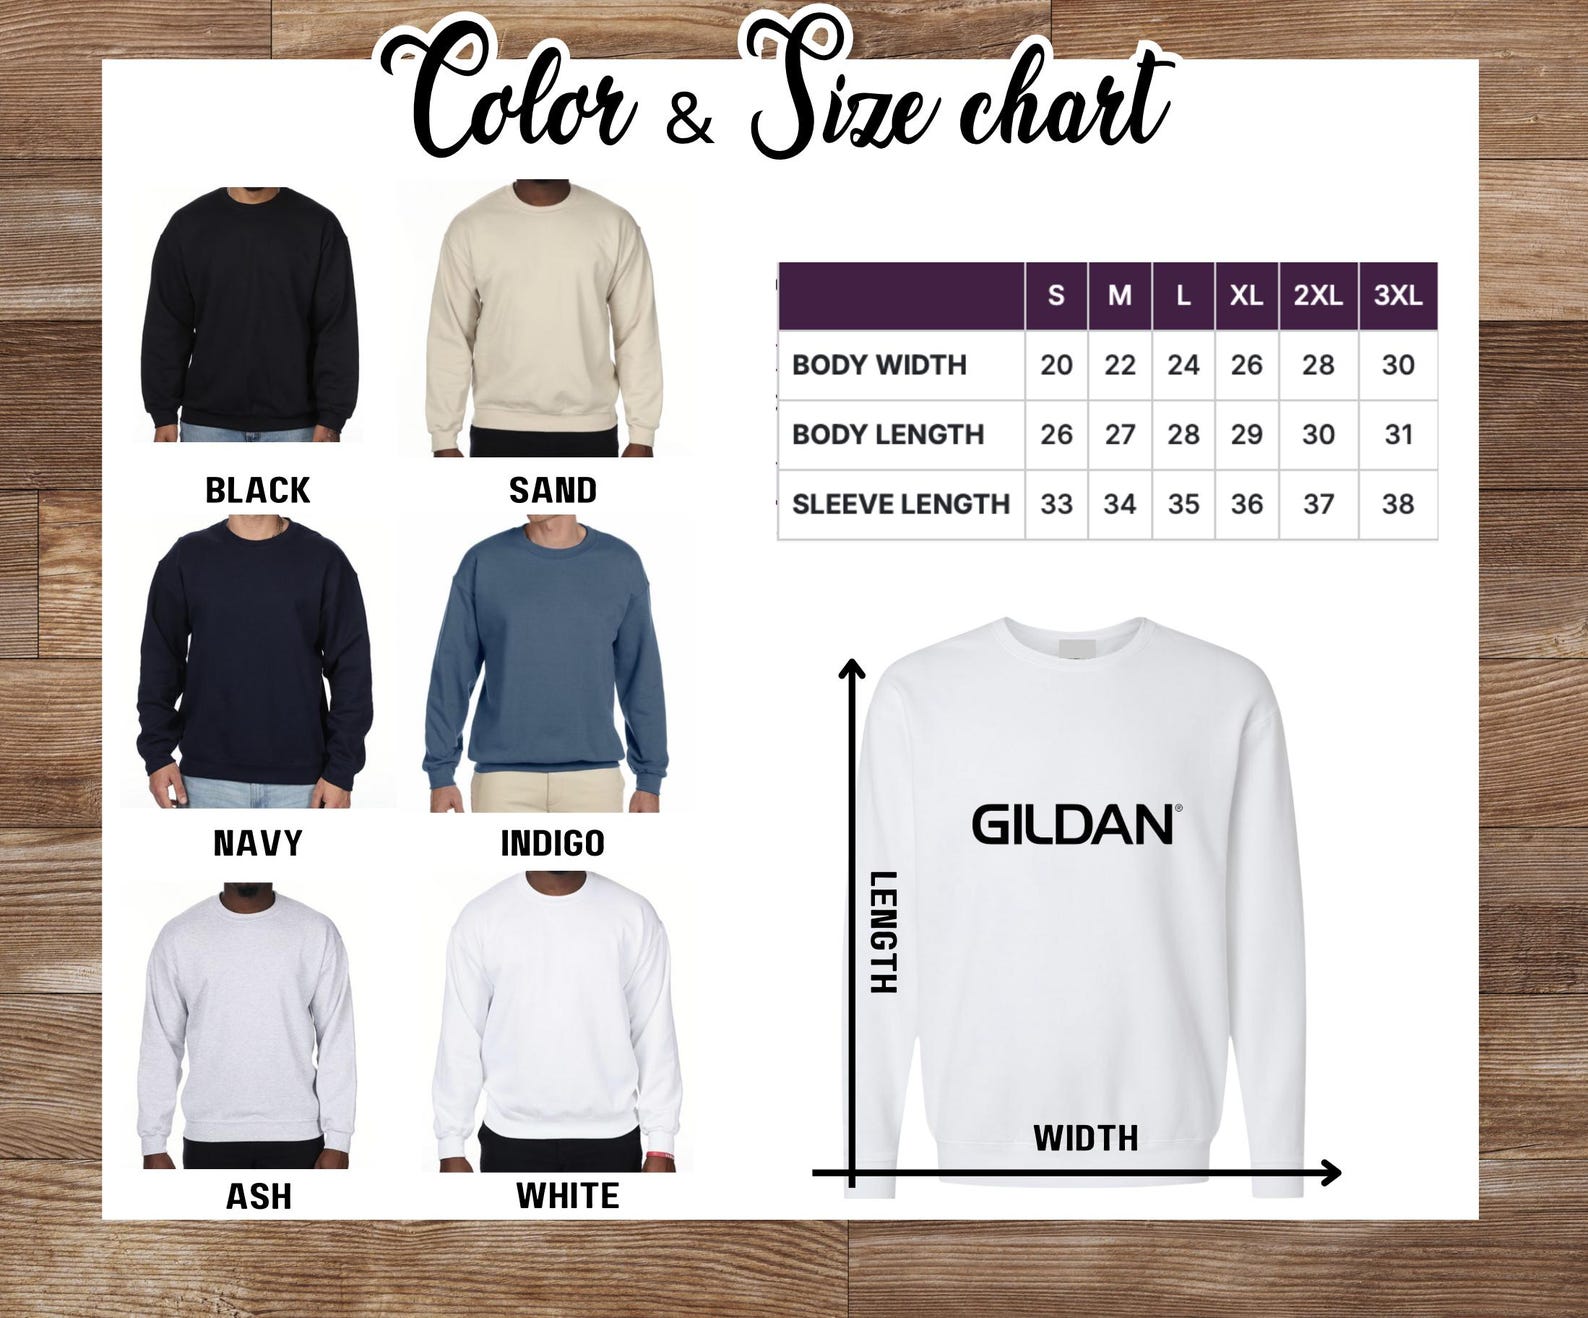 Color & Size chart
BLACK
SAND
NAVY
INDIGO
ASH
WHITE
S M L XL 2XL 3XL
BODY WIDTH 20 22 24 26 28 30
BODY LENGTH 26 27 28 29 30 31
SLEEVE LENGTH 33 34 35 36 37 38
GILDAN®
LENGTH
WIDTH